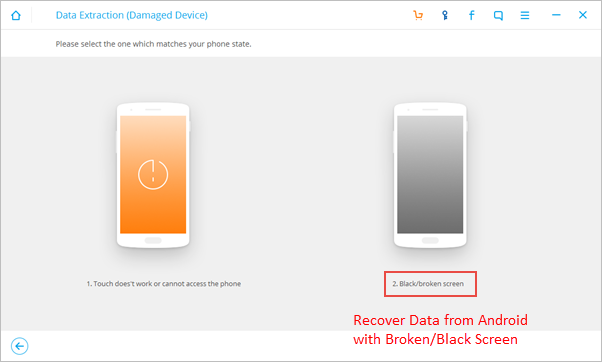 Data Extraction (Damaged Device)
Please select the one which matches your phone state.
1. Touch does't work or cannot access the phone
2. Black/broken screen
Recover Data from Android
with Broken/Black Screen